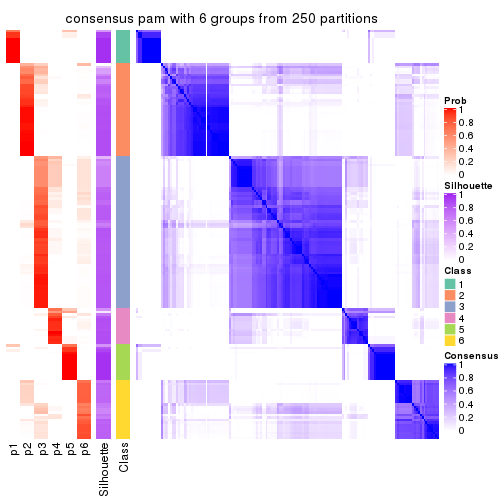 consensus pam with 6 groups from 250 partitions
Prob
1
0.8
0.6
0.4
0.2
0
Silhouette
1
0.8
0.6
0.4
0.2
0
Class
1
2
3
4
5
6
Consensus
1
0.8
0.6
0.4
0.2
0
p1
p2
p3
p4
p5
p6
Silhouette
Class